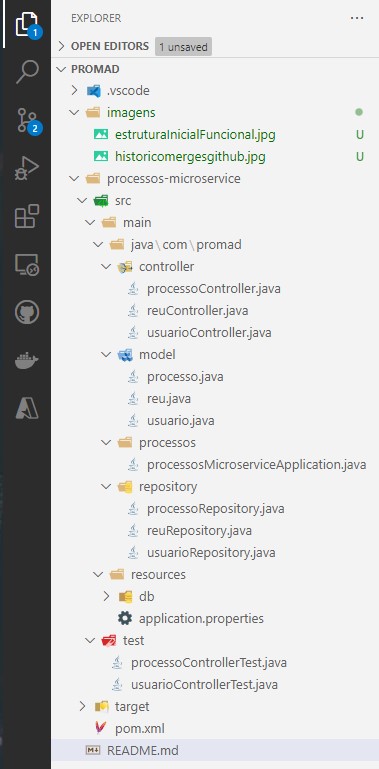 EXPLORER
OPEN EDITORS 1 unsaved
PROMAD
.vscode
imagens
estruturaInicialFuncional.jpg U
historicomergesgithub.jpg U
processos-microservice
src
main
java\com\promad
controller
processoController.java
reuController.java
usuarioController.java
model
processo.java
reu.java
usuario.java
processos
processosMicroserviceApplication.java
repository
processoRepository.java
reuRepository.java
usuarioRepository.java
resources
db
application.properties
test
processoControllerTest.java
usuarioControllerTest.java
target
pom.xml
README.md
1
2